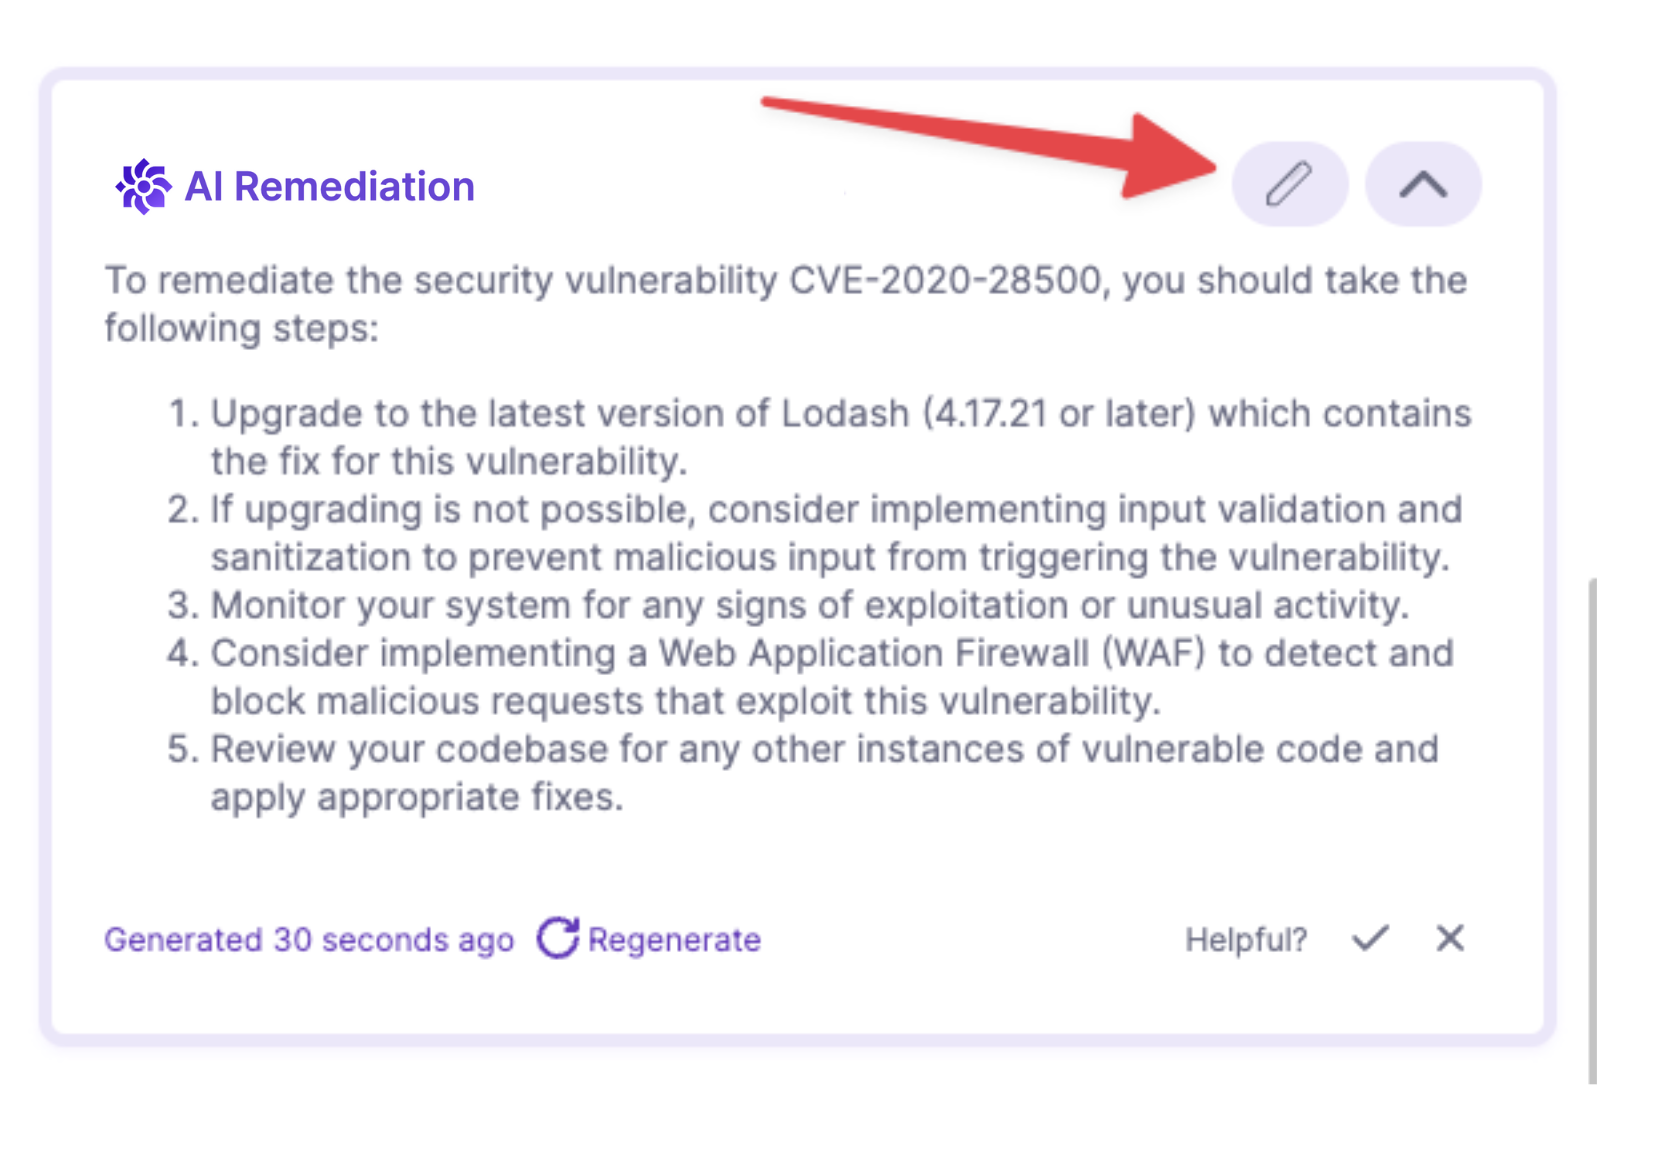 AI Remediation
To remediate the security vulnerability CVE-2020-28500, you should take the
following steps:
1. Upgrade to the latest version of Lodash (4.17.21 or later) which contains
the fix for this vulnerability.
2. If upgrading is not possible, consider implementing input validation and
sanitization to prevent malicious input from triggering the vulnerability.
3. Monitor your system for any signs of exploitation or unusual activity.
4. Consider implementing a Web Application Firewall (WAF) to detect and
block malicious requests that exploit this vulnerability.
5. Review your codebase for any other instances of vulnerable code and
apply appropriate fixes.
Generated 30 seconds ago Regenerate Helpful?